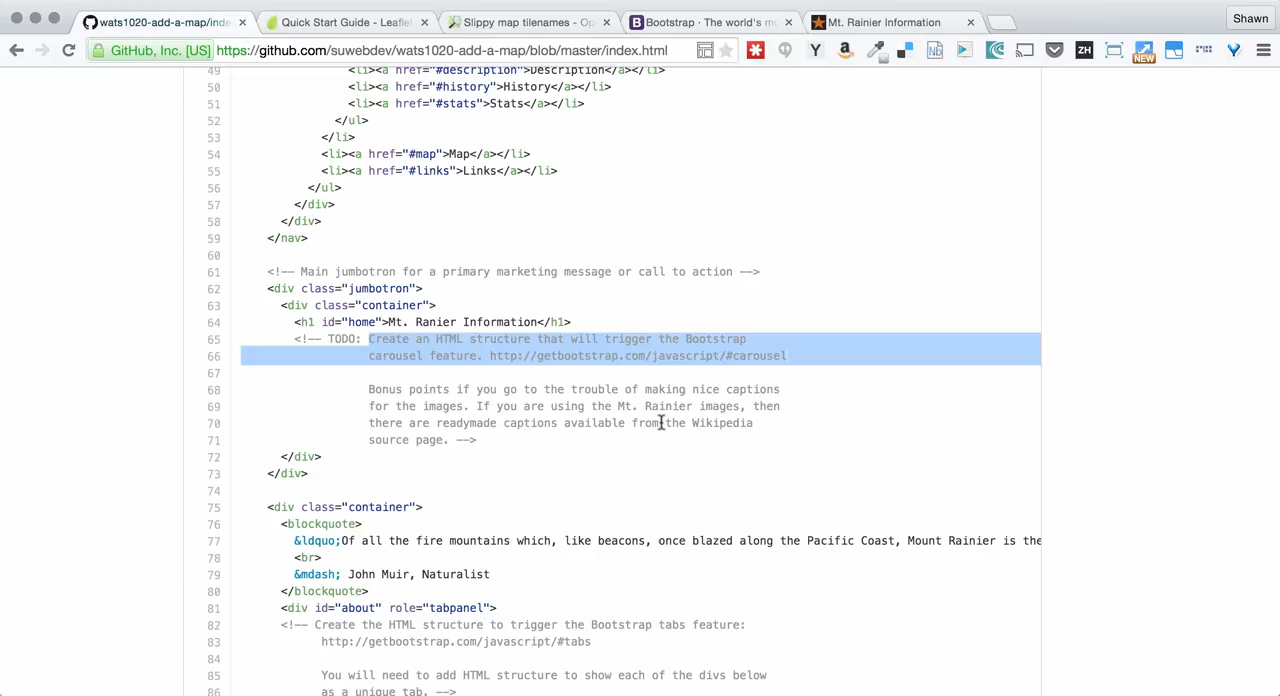 wats1020-add-a-map/inde
Quick Start Guide - Leaflet
Slippy map tilenames - Op
Bootstrap · The world's mo
Mt. Rainier Information
Shawn
GitHub, Inc. [US] https://github.com/suwebdev/wats1020-add-a-map/blob/master/index.html
NEW
49 <li><a href="#description">Description</a></li>
50 <li><a href="#history">History</a></li>
51 <li><a href="#stats">Stats</a></li>
52 </ul>
53 </li>
54 <li><a href="#map">Map</a></li>
55 <li><a href="#links">Links</a></li>
56 </ul>
57 </div>
58 </div>
59 </nav>
60
61 <!-- Main jumbotron for a primary marketing message or call to action -->
62 <div class="jumbotron">
63 <div class="container">
64 <h1 id="home">Mt. Ranier Information</h1>
65 <!-- TODO: Create an HTML structure that will trigger the Bootstrap
66 carousel feature. http://getbootstrap.com/javascript/#carousel
67
68 Bonus points if you go to the trouble of making nice captions
69 for the images. If you are using the Mt. Rainier images, then
70 there are readymade captions available from the Wikipedia
71 source page. -->
72 </div>
73 </div>
74
75 <div class="container">
76 <blockquote>
77 &ldquo;Of all the fire mountains which, like beacons, once blazed along the Pacific Coast, Mount Rainier is the
78 <br>
79 &mdash; John Muir, Naturalist
80 </blockquote>
81 <div id="about" role="tabpanel">
82 <!-- Create the HTML structure to trigger the Bootstrap tabs feature:
83 http://getbootstrap.com/javascript/#tabs
84
85 You will need to add HTML structure to show each of the divs below
86 as a unique tab. -->